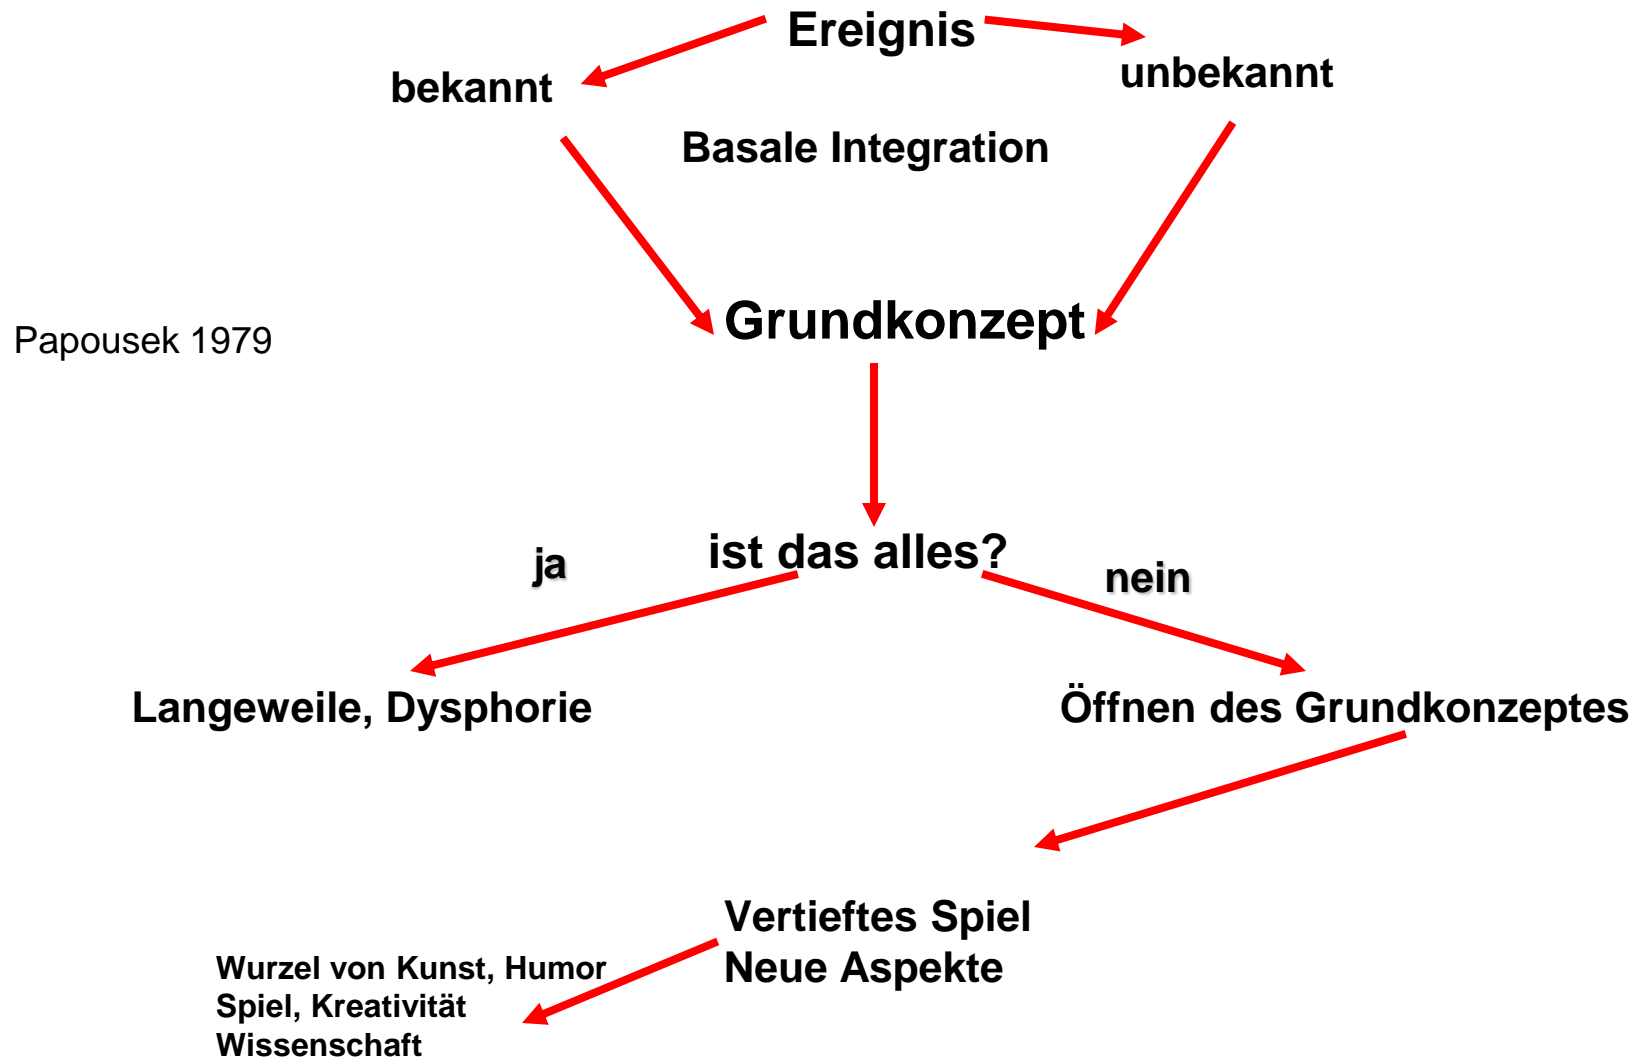 Ereignis
bekannt
unbekannt
Basale Integration
Grundkonzept
Papousek 1979
ist das alles?
ja
nein
Langeweile, Dysphorie
Öffnen des Grundkonzeptes
Vertieftes Spiel
Neue Aspekte
Wurzel von Kunst, Humor
Spiel, Kreativität
Wissenschaft